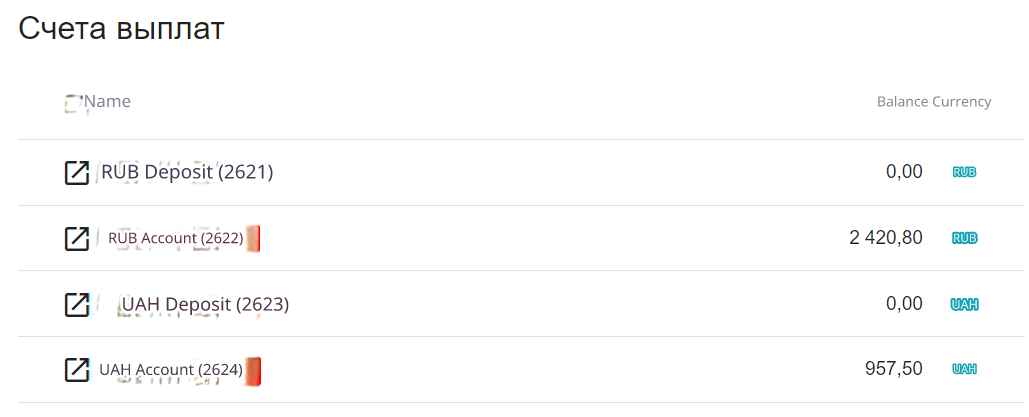 Счета выплат
Name Balance Currency
RUB Deposit (2621) 0,00 RUB
RUB Account (2622) 2 420,80 RUB
UAH Deposit (2623) 0,00 UAH
UAH Account (2624) 957,50 UAH